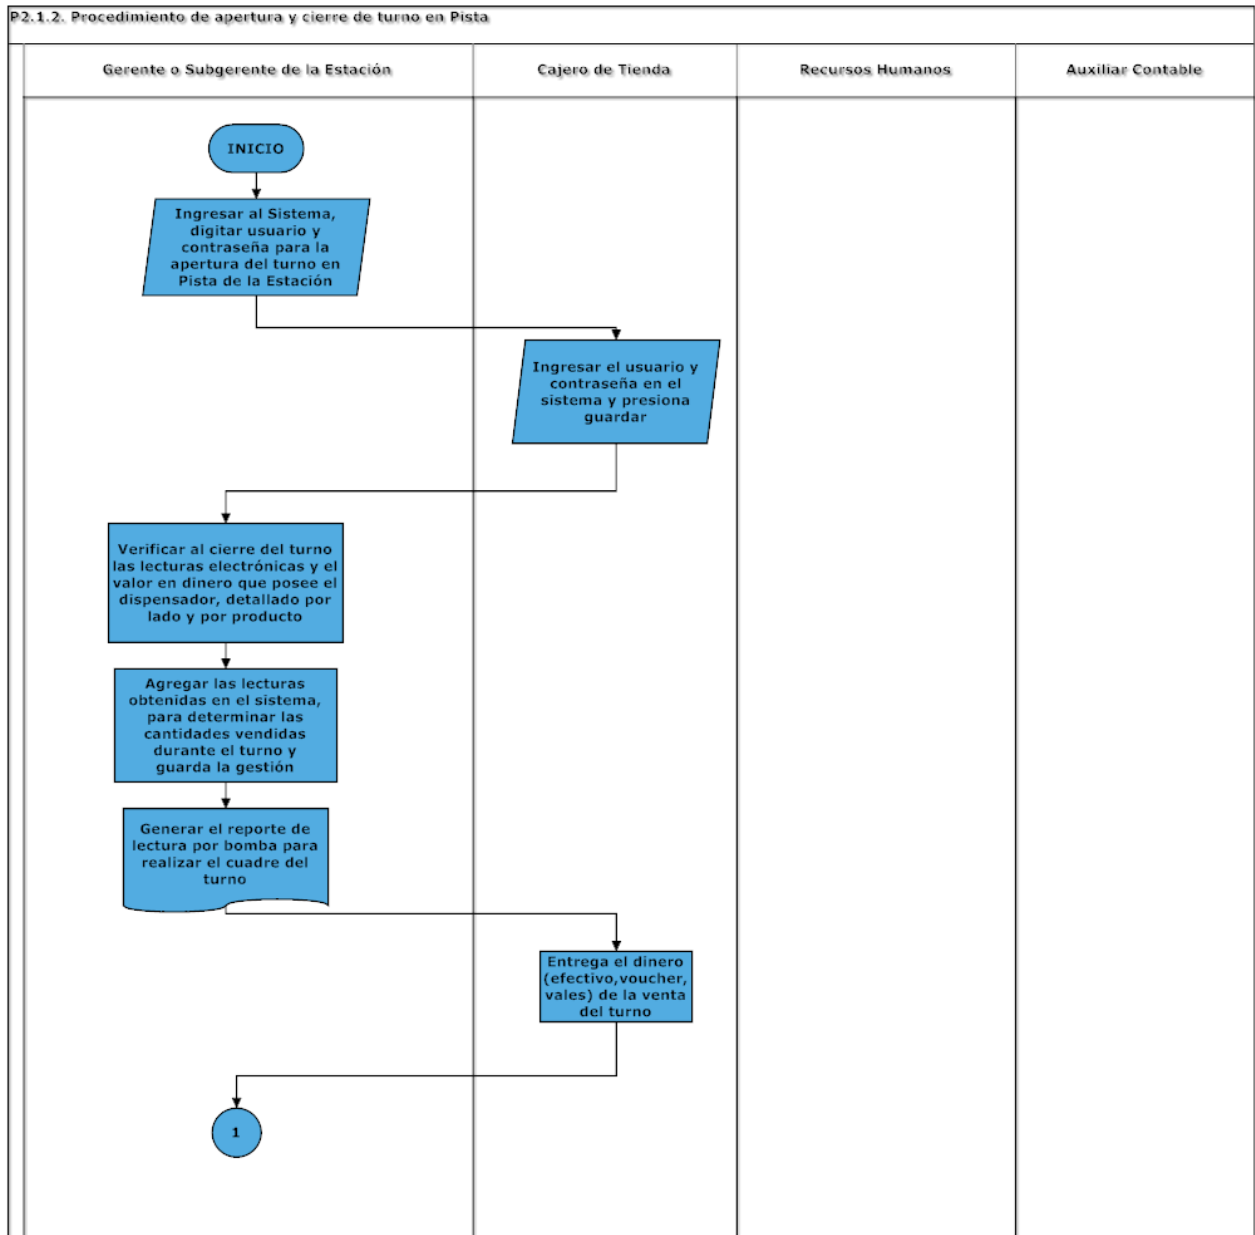 P2.1.2. Procedimiento de apertura y cierre de turno en Pista
Gerente o Subgerente de la Estación
Cajero de Tienda
Recursos Humanos
Auxiliar Contable
INICIO
Ingresar al Sistema,
digitar usuario y
contraseña para la
apertura del turno en
Pista de la Estación
Ingresar el usuario y
contraseña en el
sistema y presiona
guardar
Verificar al cierre del turno
las lecturas electrónicas y el
valor en dinero que posee el
dispensador, detallado por
lado y por producto
Agregar las lecturas
obtenidas en el sistema,
para determinar las
cantidades vendidas
durante el turno y
guarda la gestión
Generar el reporte de
lectura por bomba para
realizar el cuadre del
turno
Entrega el dinero
(efectivo,voucher,
vales) de la venta
del turno
1